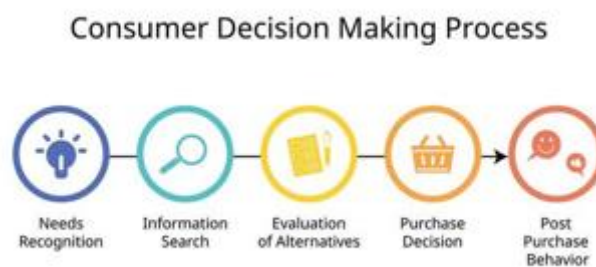 Consumer Decision Making Process
Needs
Recognition
Information
Search
Evaluation
of Alternatives
Purchase
Decision
Post
Purchase
Behavior